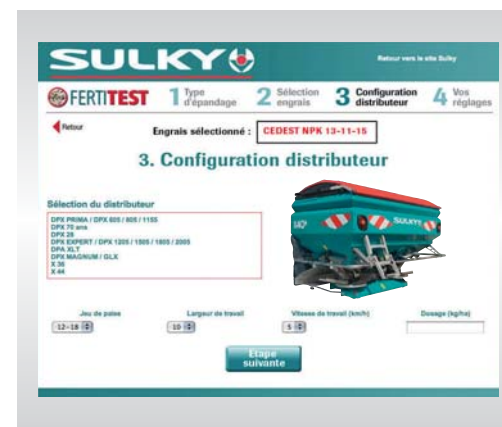 SULKY
Retour vers le site Sulky
FERTITEST
1 Type d'épandage
2 Sélection engrais
3 Configuration distributeur
4 Vos réglages
Retour
Engrais sélectionné : CEDEST NPK 13-11-15
3. Configuration distributeur
Sélection du distributeur
DPX PRIMA / DPX 605 / 805 / 1155
DPX 70 ans
DPX 28
DPX EXPERT / DPX 1205 / 1505 / 1805 / 2005
DPA XLT
DPX MAGNUM / GLX
X 36
X 44
SULKY
Jeu de pales
Largeur de travail
Vitesse de travail (km/h)
Dosage (kg/ha)
12-18
10
5
Etape
suivante